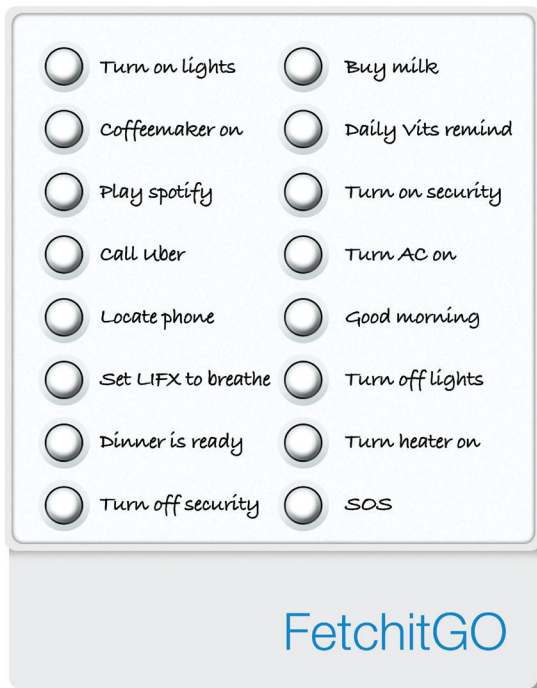 Turn on lights
Coffeemaker on
Play spotify
Call Uber
Locate phone
Set LIFX to breathe
Dinner is ready
Turn off security
Buy milk
Daily Vits remind
Turn on security
Turn AC on
Good morning
Turn off lights
Turn heater on
SOS
FetchitGO